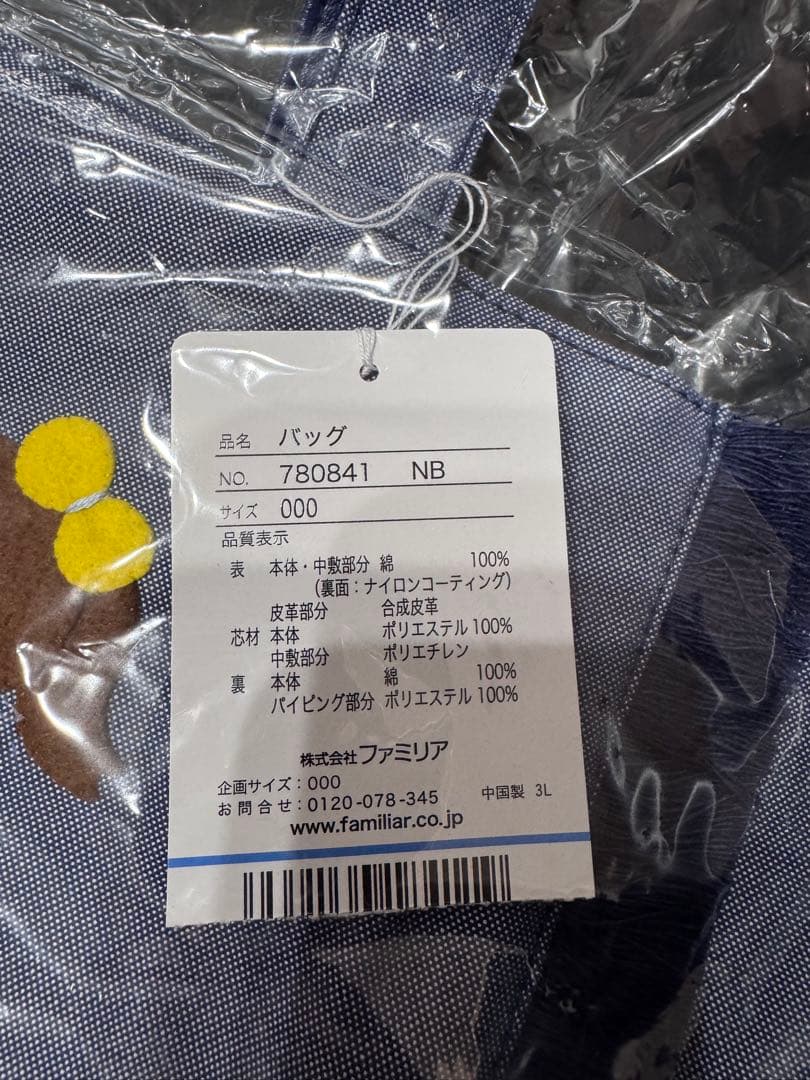 品名 バッグ
NO. 780841 NB
サイズ 000
品質表示
表 本体・中敷部分 綿 100%
(裏面:ナイロンコーティング)
皮革部分 合成皮革
芯材 本体 ポリエステル100%
中敷部分 ポリエチレン
裏 本体 綿 100%
パイピング部分 ポリエステル 100%
株式会社ファミリア
企画サイズ:000
お問合せ:0120-078-345 中国製 3L
www.familiar.co.jp